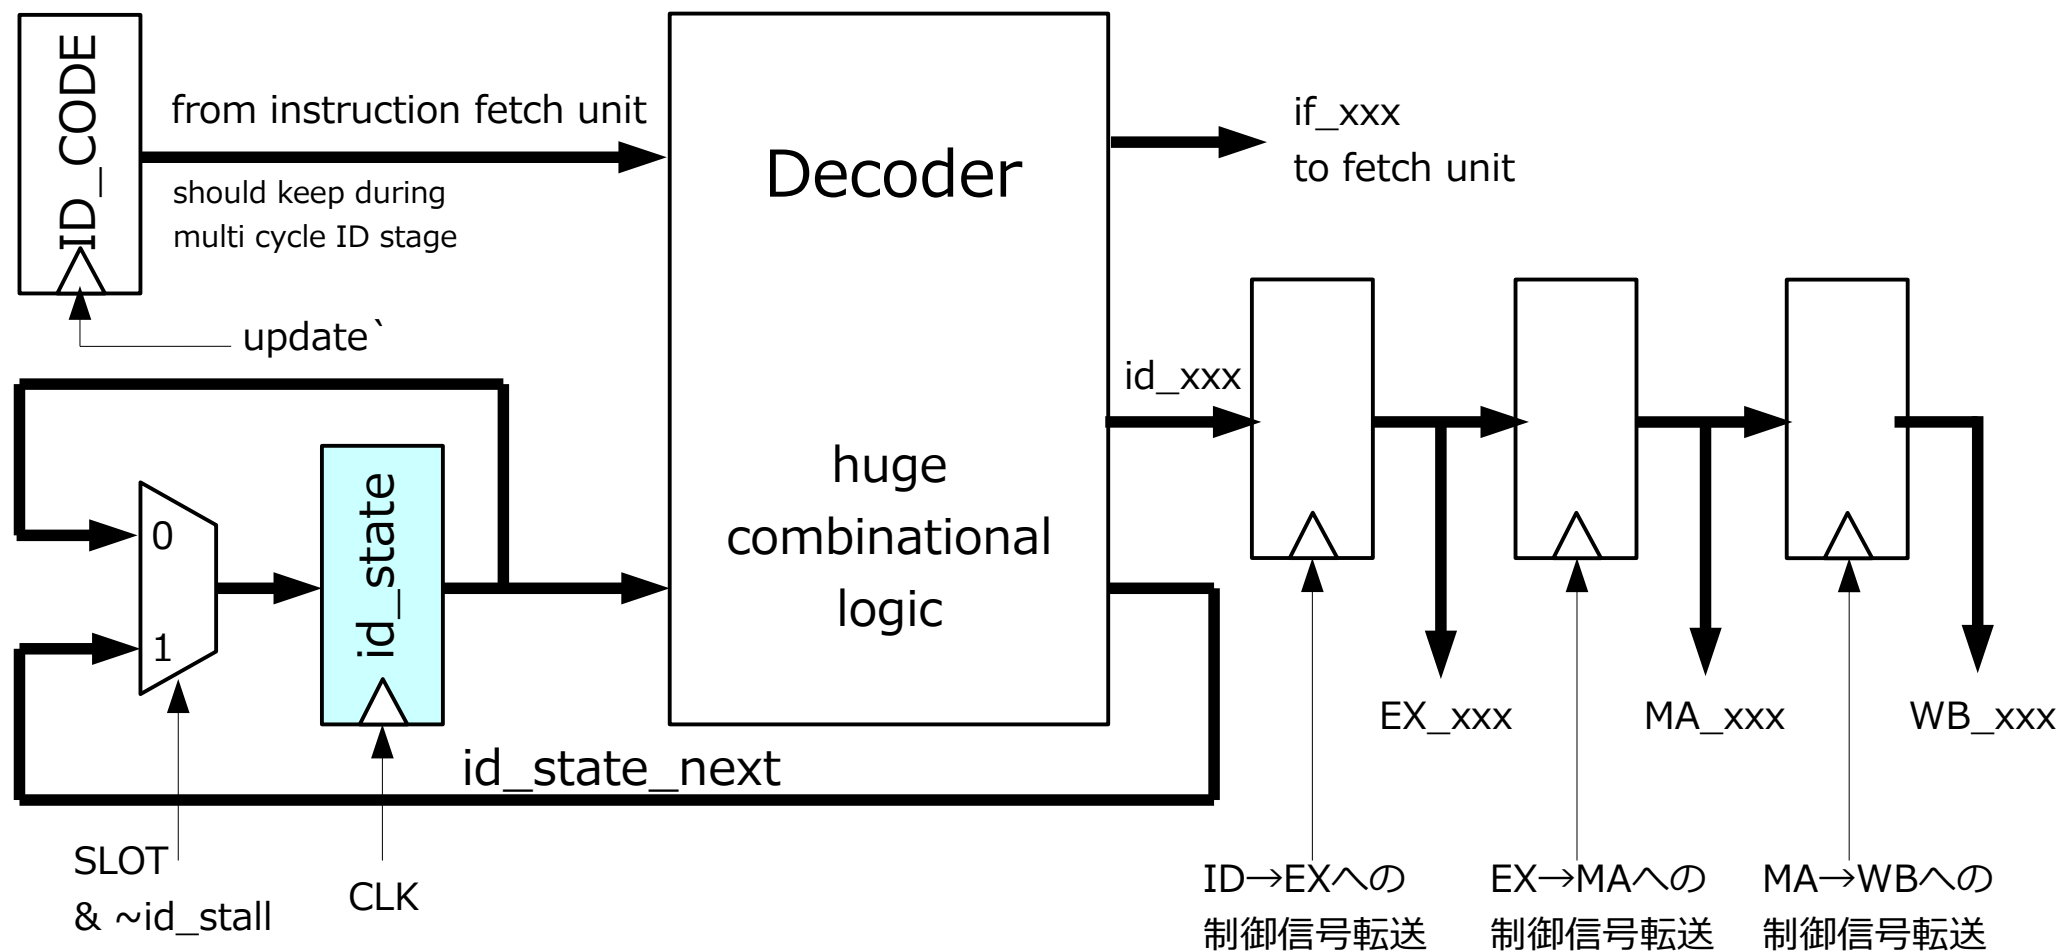 ID_CODE
from instruction fetch unit
should keep during
multi cycle ID stage
update`
Decoder
huge
combinational
logic
if_xxx
to fetch unit
id_xxx
0
1
id_state
id_state_next
SLOT
& ~id_stall
CLK
EX_xxx
MA_xxx
WB_xxx
ID→EXへの
制御信号転送
EX→MAへの
制御信号転送
MA→WBへの
制御信号転送